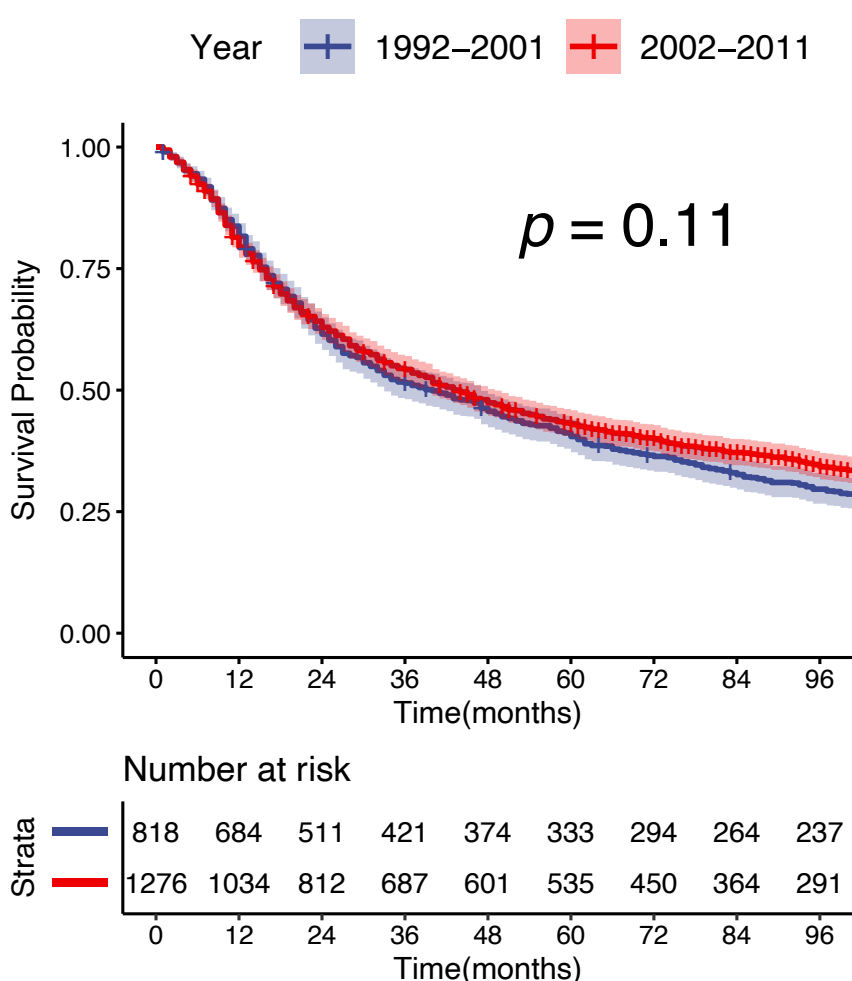 Year 1992−2001 2002−2011
1.00
0.75
0.50
0.25
0.00
Survival Probability
p = 0.11
0 12 24 36 48 60 72 84 96
Time(months)
Number at risk
Strata
818 684 511 421 374 333 294 264 237
1276 1034 812 687 601 535 450 364 291
0 12 24 36 48 60 72 84 96
Time(months)